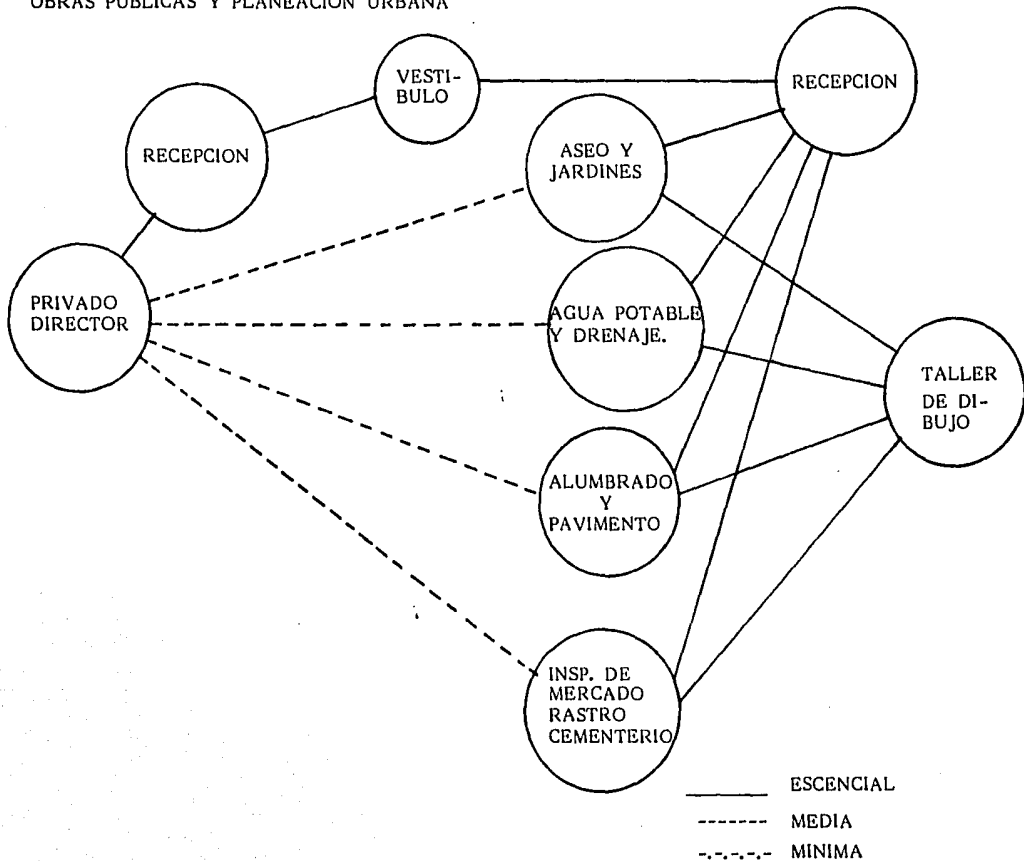 OBRAS PUBLICAS Y PLANEACION URBANA
VESTI-
BULO
RECEPCION
RECEPCION
ASEO Y
JARDINES
PRIVADO
DIRECTOR
AGUA POTABLE
Y DRENAJE.
TALLER
DE DI-
BUJO
ALUMBRADO
Y
PAVIMENTO
INSP. DE
MERCADO
RASTRO
CEMENTERIO
ESCENCIAL
MEDIA
MINIMA